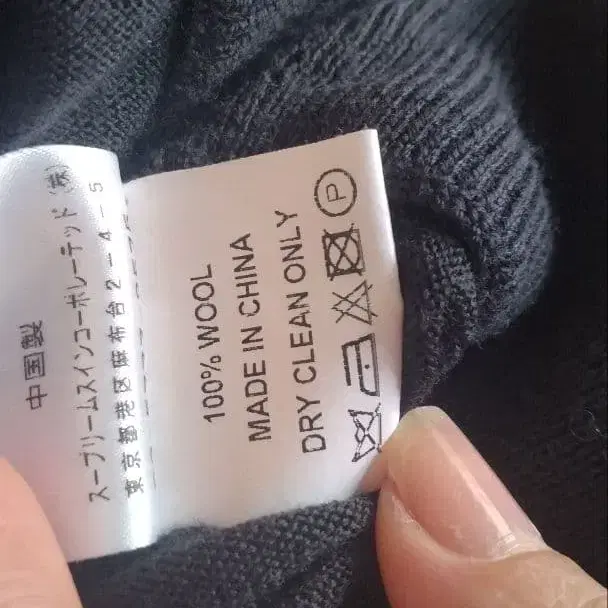 中国製
スープリームスインコーポレーテッド(株)
東京都港区麻布台2-4-5
100% WOOL
MADE IN CHINA
DRY CLEAN ONLY
P